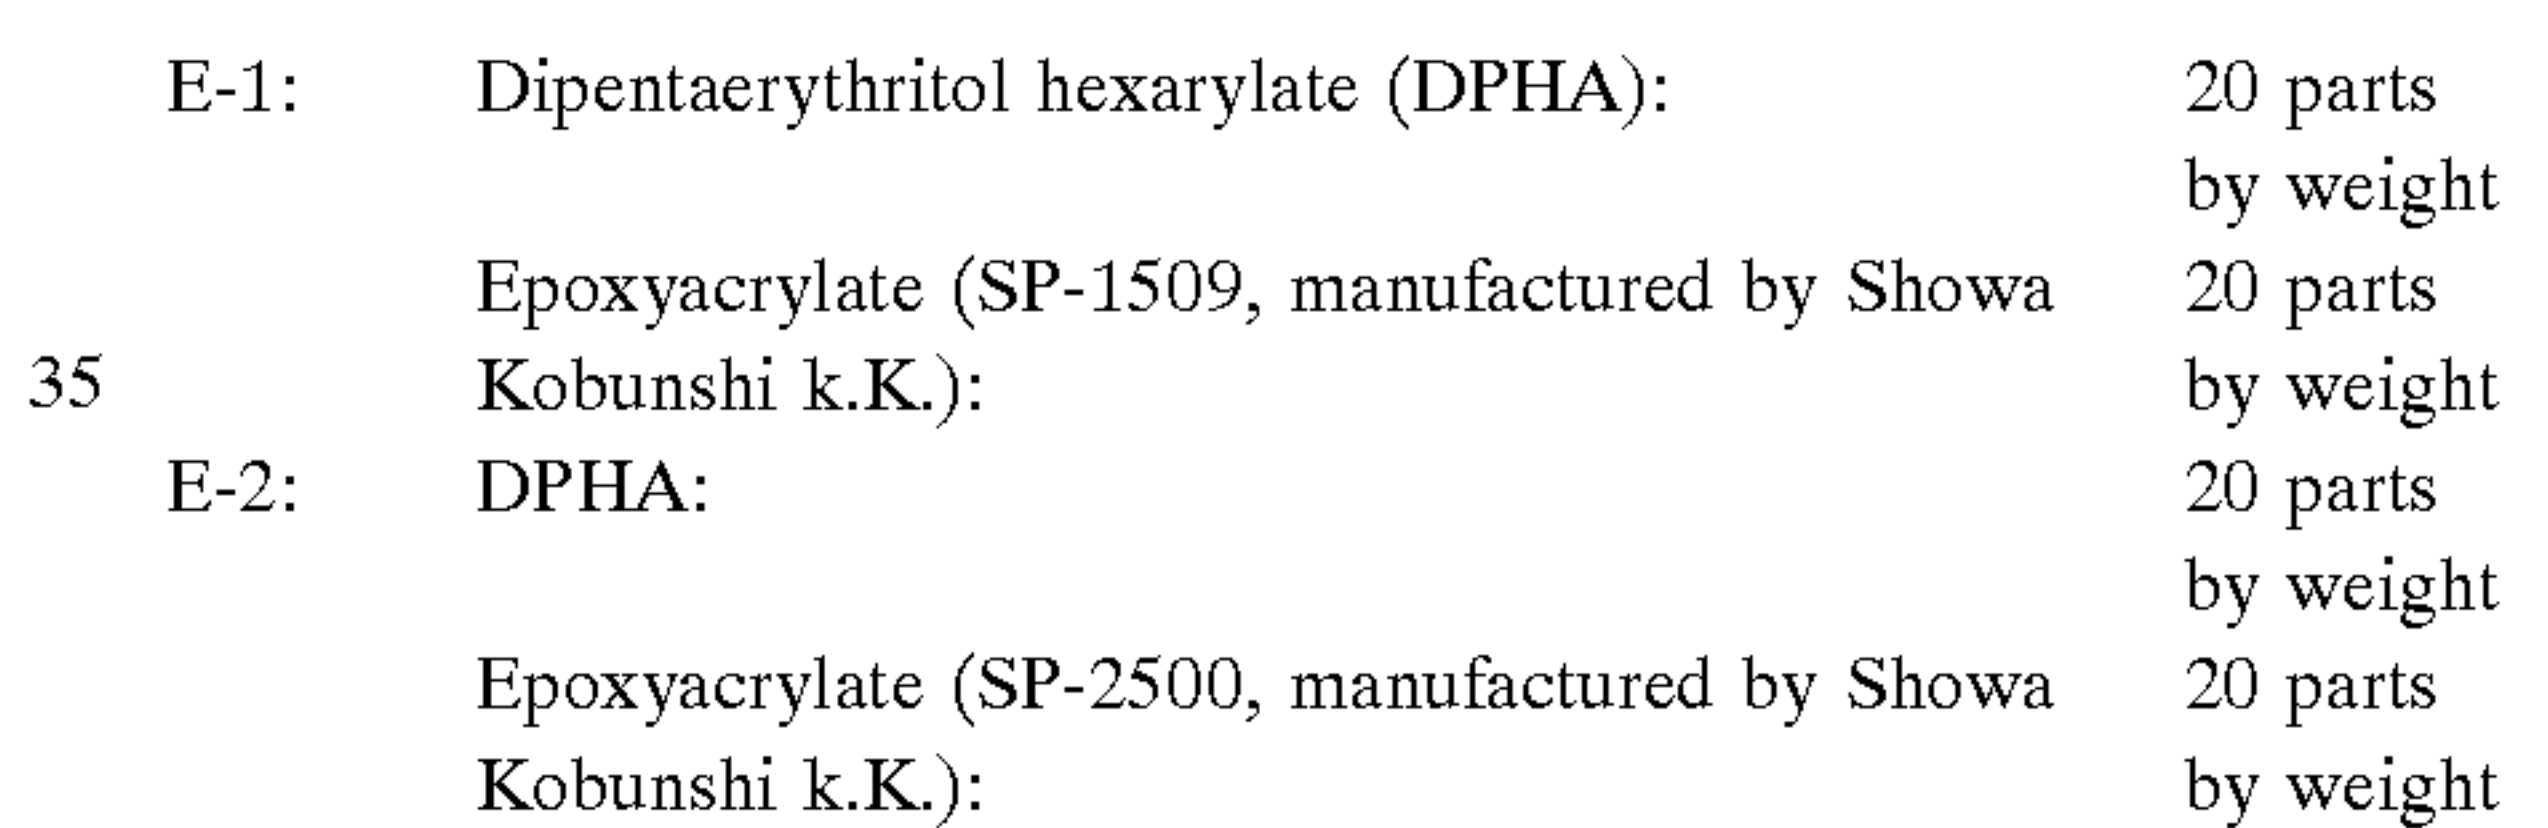 E-1: Dipentaerythritol hexarylate (DPHA): 20 parts
by weight
Epoxyacrylate (SP-1509, manufactured by Showa 20 parts
35 Kobunshi k.K.): by weight
E-2: DPHA: 20 parts
by weight
Epoxyacrylate (SP-2500, manufactured by Showa 20 parts
Kobunshi k.K.): by weight